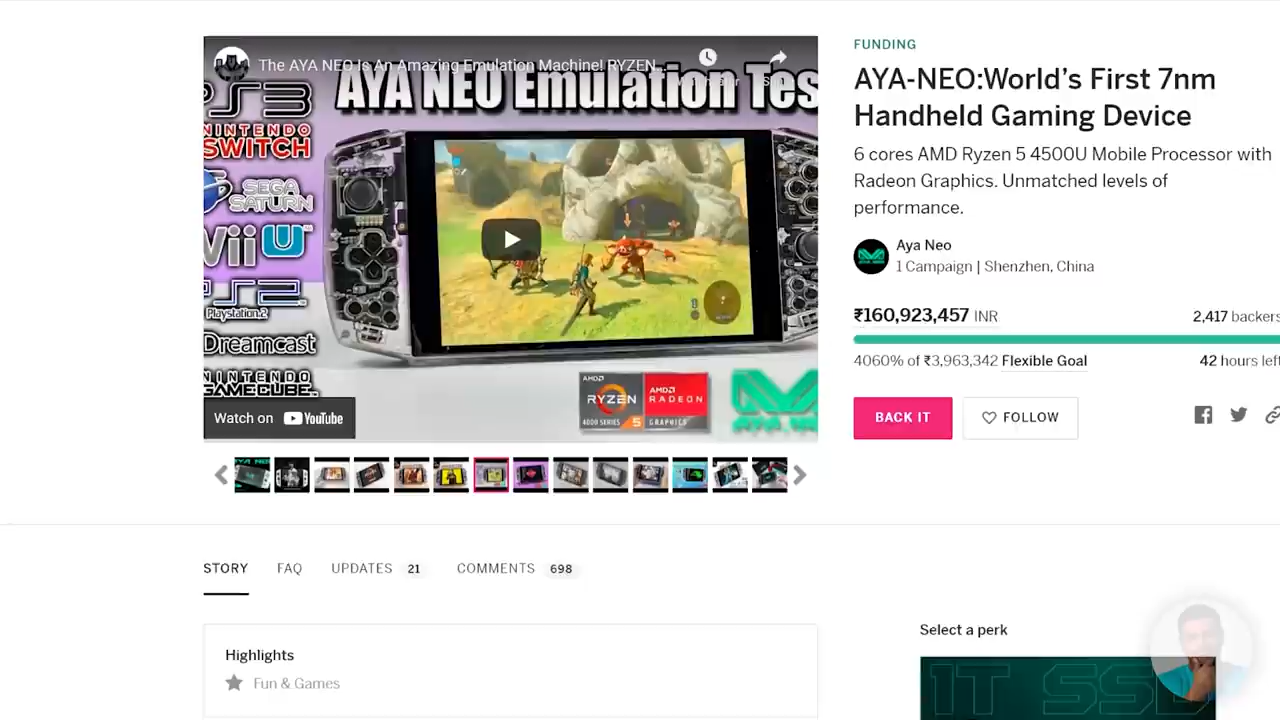 The AYA NEO Is An Amazing Emulation Machine! RYZEN...
AYA NEO Emulation Tes
PS3
NINTENDO
SWITCH
SEGA
SATURN
Wii U
PS2
PlayStation.2
Dreamcast
NINTENDO
GAMECUBE.
AMD
RYZEN
4000 SERIES 5
AMD
RADEON
GRAPHICS
Watch on YouTube
FUNDING
AYA-NEO:World's First 7nm
Handheld Gaming Device
6 cores AMD Ryzen 5 4500U Mobile Processor with
Radeon Graphics. Unmatched levels of
performance.
Aya Neo
1 Campaign | Shenzhen, China
₹160,923,457 INR
2,417 backers
4060% of ₹3,963,342 Flexible Goal
42 hours left
BACK IT
FOLLOW
STORY FAQ UPDATES 21 COMMENTS 698
Highlights
Fun & Games
Select a perk
1T SSD